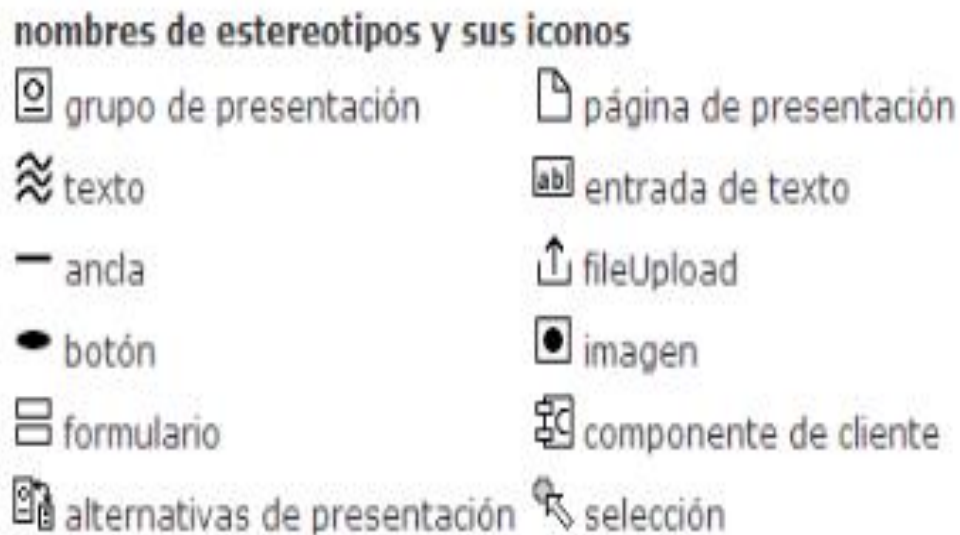 nombres de estereotipos y sus iconos
grupo de presentación
página de presentación
texto
abl entrada de texto
ancla
fileUpload
botón
imagen
formulario
componente de cliente
alternativas de presentación
selección